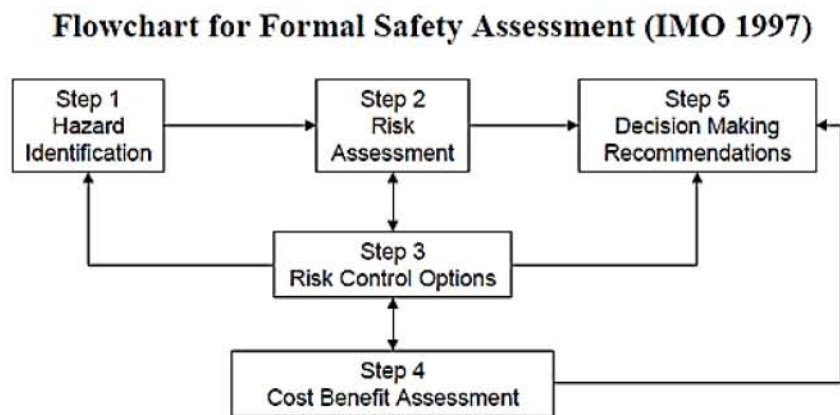 Flowchart for Formal Safety Assessment (IMO 1997)
Step 1
Hazard
Identification
Step 2
Risk
Assessment
Step 5
Decision Making
Recommendations
Step 3
Risk Control Options
Step 4
Cost Benefit Assessment